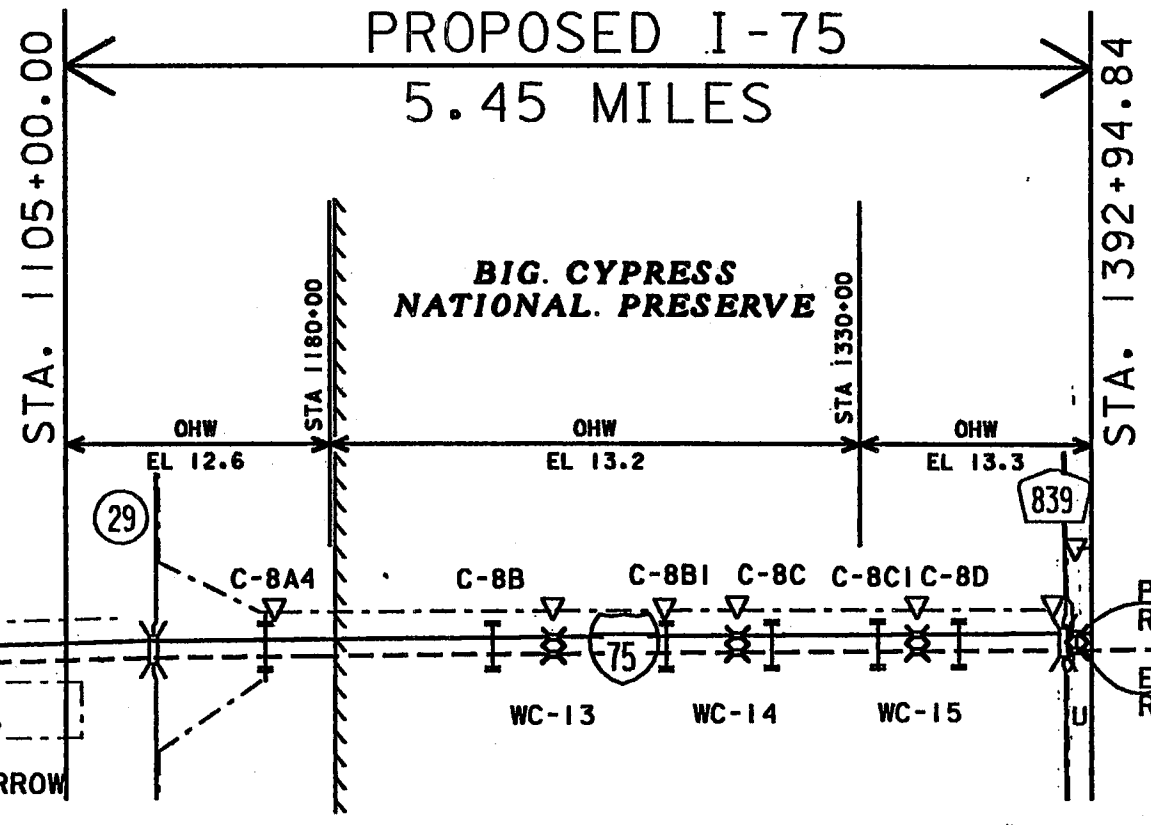 PROPOSED I-75
5.45 MILES
STA. 1105+00.00
STA. 1392+94.84
BIG. CYPRESS
NATIONAL. PRESERVE
STA 1180+00
STA 1330+00
OHW
EL 12.6
OHW
EL 13.2
OHW
EL 13.3
29
839
C-8A4
C-8B
C-8B1
C-8C
C-8C1
C-8D
75
WC-13
WC-14
WC-15
U
P
R
E
R
RROW